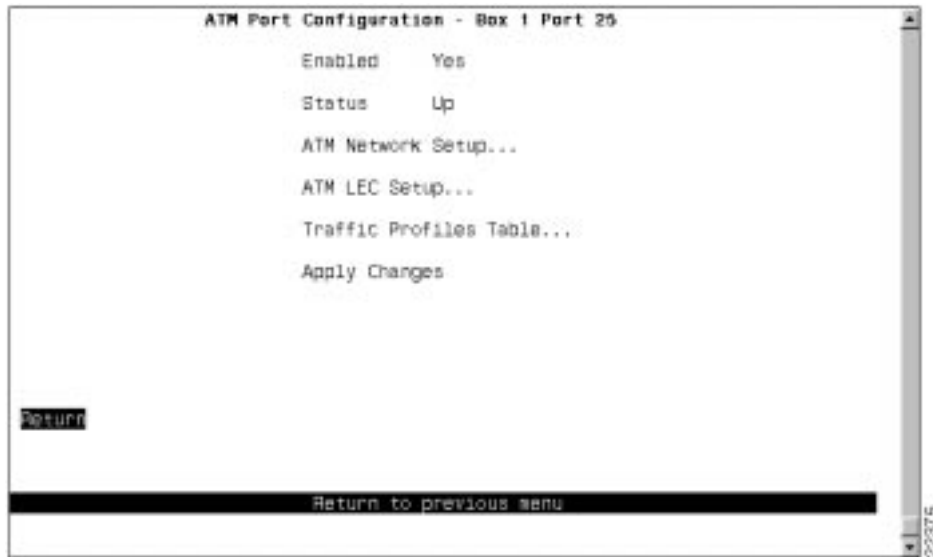 ATM Port Configuration - Box 1 Port 25
Enabled Yes
Status Up
ATM Network Setup...
ATM LEC Setup...
Traffic Profiles Table...
Apply Changes
Return
Return to previous menu